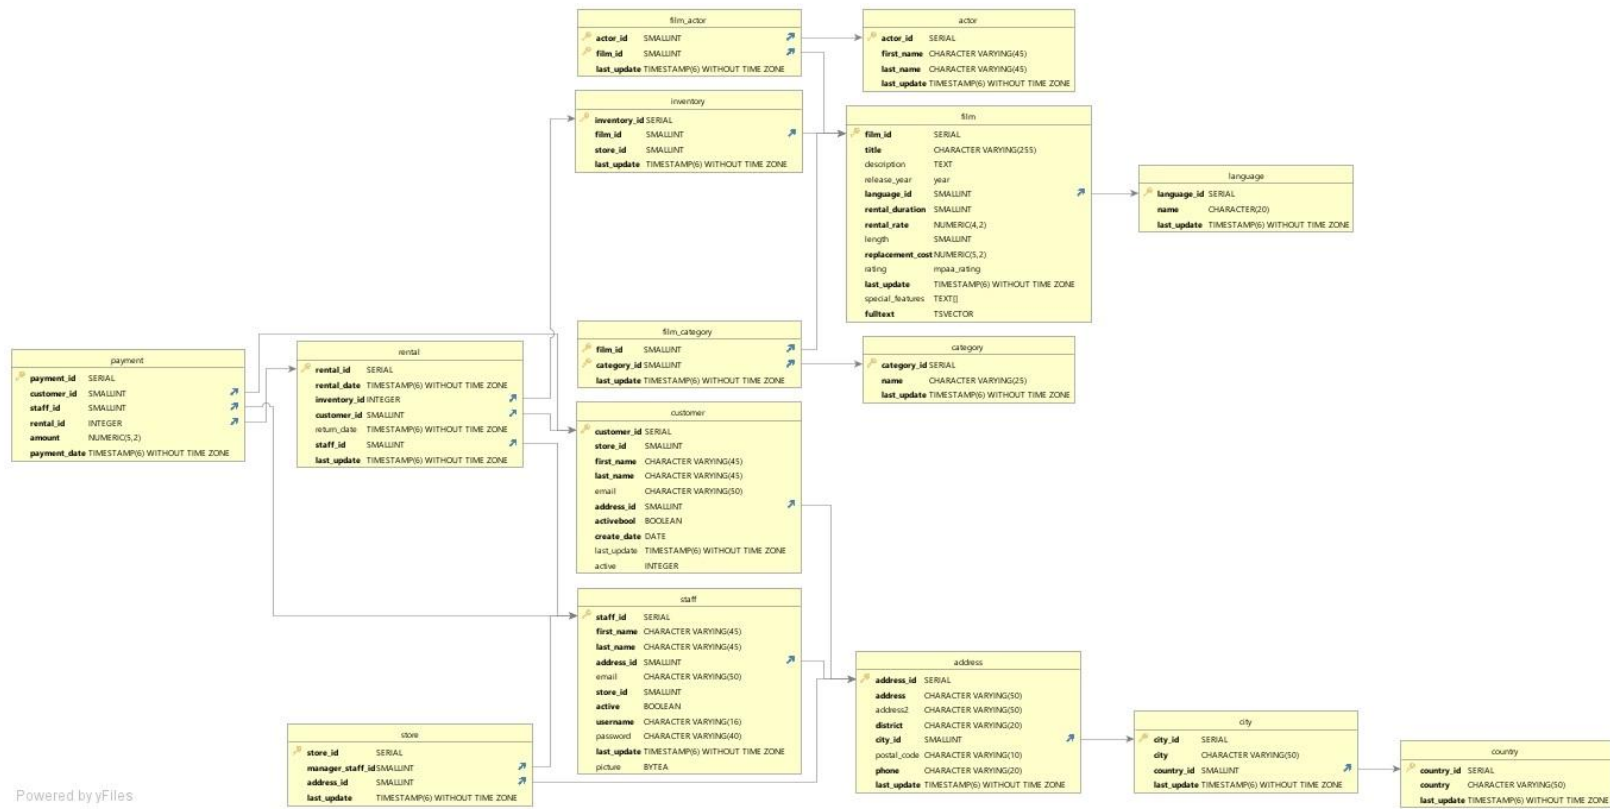 film_actor
actor_id SMALLINT
film_id SMALLINT
last_update TIMESTAMP(6) WITHOUT TIME ZONE
actor
actor_id SERIAL
first_name CHARACTER VARYING(45)
last_name CHARACTER VARYING(45)
last_update TIMESTAMP(6) WITHOUT TIME ZONE
inventory
inventory_id SERIAL
film_id SMALLINT
store_id SMALLINT
last_update TIMESTAMP(6) WITHOUT TIME ZONE
film
film_id SERIAL
title CHARACTER VARYING(255)
description TEXT
release_year year
language_id SMALLINT
rental_duration SMALLINT
rental_rate NUMERIC(4,2)
length SMALLINT
replacement_cost NUMERIC(5,2)
rating mpaa_rating
last_update TIMESTAMP(6) WITHOUT TIME ZONE
special_features TEXT[]
fulltext TSVECTOR
language
language_id SERIAL
name CHARACTER(20)
last_update TIMESTAMP(6) WITHOUT TIME ZONE
film_category
film_id SMALLINT
category_id SMALLINT
last_update TIMESTAMP(6) WITHOUT TIME ZONE
category
category_id SERIAL
name CHARACTER VARYING(25)
last_update TIMESTAMP(6) WITHOUT TIME ZONE
payment
payment_id SERIAL
customer_id SMALLINT
staff_id SMALLINT
rental_id INTEGER
amount NUMERIC(5,2)
payment_date TIMESTAMP(6) WITHOUT TIME ZONE
rental
rental_id SERIAL
rental_date TIMESTAMP(6) WITHOUT TIME ZONE
inventory_id INTEGER
customer_id SMALLINT
return_date TIMESTAMP(6) WITHOUT TIME ZONE
staff_id SMALLINT
last_update TIMESTAMP(6) WITHOUT TIME ZONE
customer
customer_id SERIAL
store_id SMALLINT
first_name CHARACTER VARYING(45)
last_name CHARACTER VARYING(45)
email CHARACTER VARYING(50)
address_id SMALLINT
activebool BOOLEAN
create_date DATE
last_update TIMESTAMP(6) WITHOUT TIME ZONE
active INTEGER
staff
staff_id SERIAL
first_name CHARACTER VARYING(45)
last_name CHARACTER VARYING(45)
address_id SMALLINT
email CHARACTER VARYING(50)
store_id SMALLINT
active BOOLEAN
username CHARACTER VARYING(16)
password CHARACTER VARYING(40)
last_update TIMESTAMP(6) WITHOUT TIME ZONE
picture BYTEA
store
store_id SERIAL
manager_staff_id SMALLINT
address_id SMALLINT
last_update TIMESTAMP(6) WITHOUT TIME ZONE
address
address_id SERIAL
address CHARACTER VARYING(50)
address2 CHARACTER VARYING(50)
district CHARACTER VARYING(20)
city_id SMALLINT
postal_code CHARACTER VARYING(10)
phone CHARACTER VARYING(20)
last_update TIMESTAMP(6) WITHOUT TIME ZONE
city
city_id SERIAL
city CHARACTER VARYING(50)
country_id SMALLINT
last_update TIMESTAMP(6) WITHOUT TIME ZONE
country
country_id SERIAL
country CHARACTER VARYING(50)
last_update TIMESTAMP(6) WITHOUT TIME ZONE
Powered by yFiles